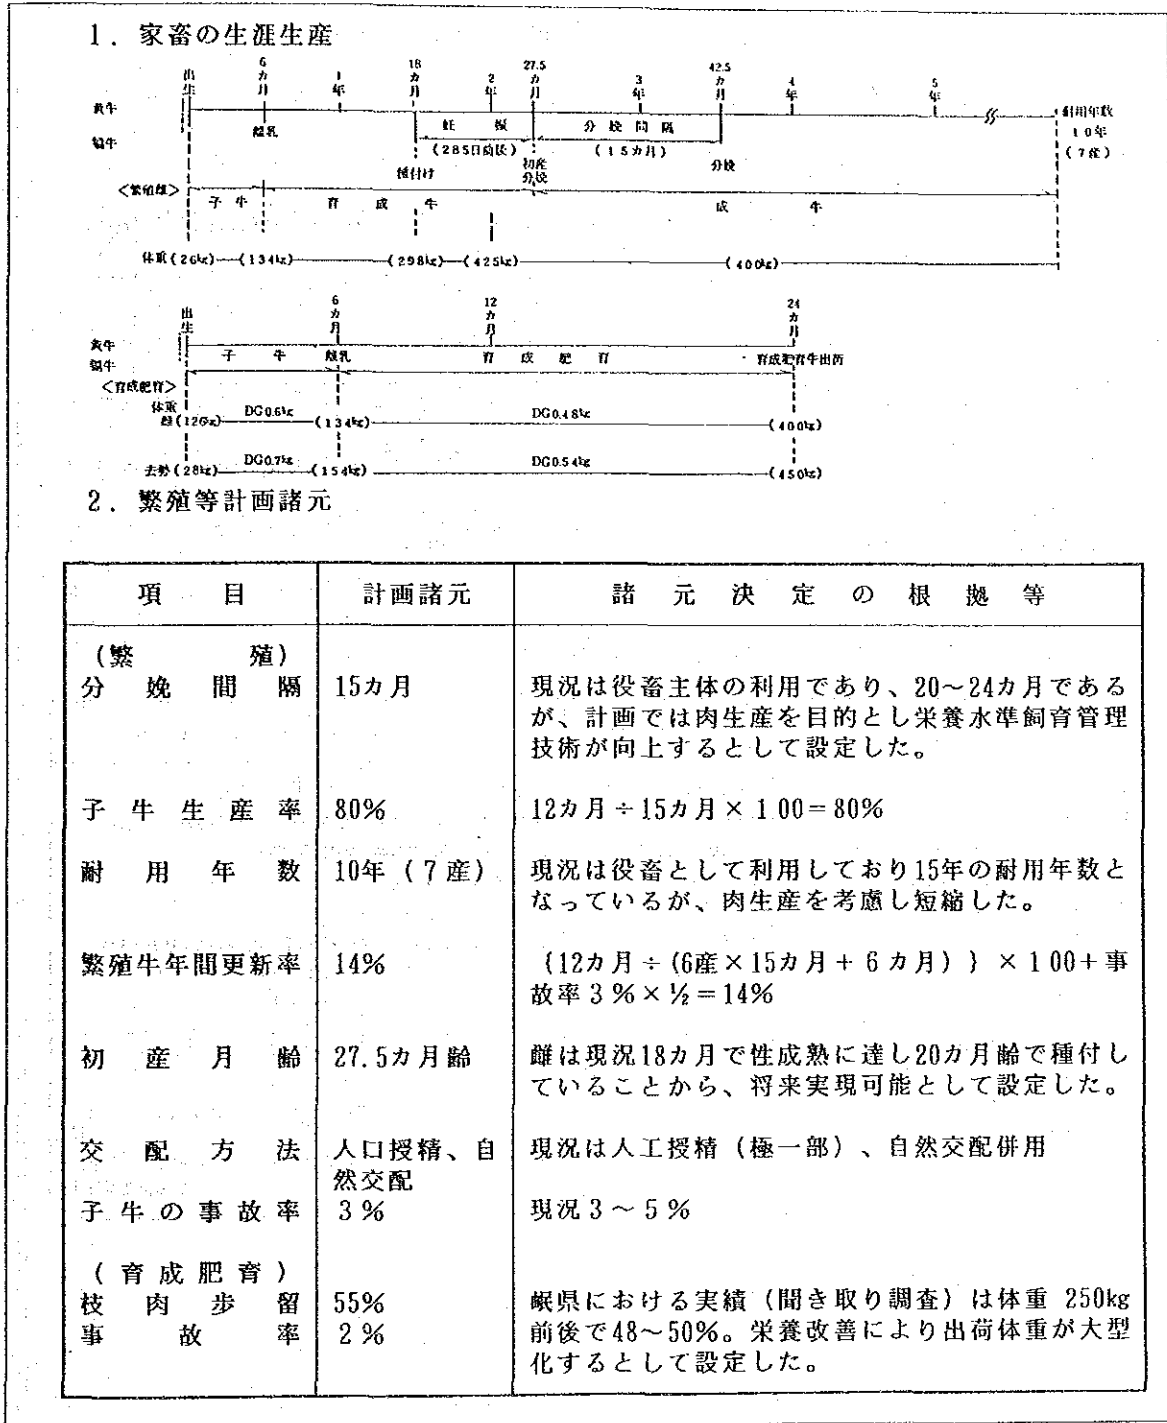 1. 家畜の生涯生産
出生 6カ月 1年 18カ月 2年 27.5カ月 3年 42.5カ月 4年 5年
黄牛
犏牛
離乳 妊娠 分娩間隔 耐用年数
(285日前後) (15カ月) 10年
(7産)
種付け 初産分娩 分娩
<繁殖雌>
子牛 育成牛 成牛
体重(26kg) (134kg) (298kg) (425kg) (400kg)
出生 6カ月 12カ月 24カ月
黄牛
犏牛
子牛 離乳 育成肥育 育成肥育牛出荷
<育成肥育>
体重
雌(126kg) DG0.6kg (134kg) DG0.48kg (400kg)
去勢(28kg) DG0.7kg (154kg) DG0.54kg (450kg)
2. 繁殖等計画諸元
項目 計画諸元 諸元決定の根拠等
(繁殖)
分娩間隔 15カ月 現況は役畜主体の利用であり、20~24カ月である
が、計画では肉生産を目的とし栄養水準飼育管理
技術が向上するとして設定した。
子牛生産率 80% 12カ月÷15カ月×100=80%
耐用年数 10年(7産) 現況は役畜として利用しており15年の耐用年数と
なっているが、肉生産を考慮し短縮した。
繁殖牛年間更新率 14% {12カ月÷(6産×15カ月+6カ月)}×100+事
故率3%×½=14%
初産月齢 27.5カ月齢 雌は現況18カ月で性成熟に達し20カ月齢で種付し
ていることから、将来実現可能として設定した。
交配方法 人口授精、自 現況は人工授精(極一部)、自然交配併用
然交配
子牛の事故率 3% 現況3~5%
(育成肥育)
枝肉歩留 55% 岷県における実績(聞き取り調査)は体重 250kg
事故率 2% 前後で48~50%。栄養改善により出荷体重が大型
化するとして設定した。